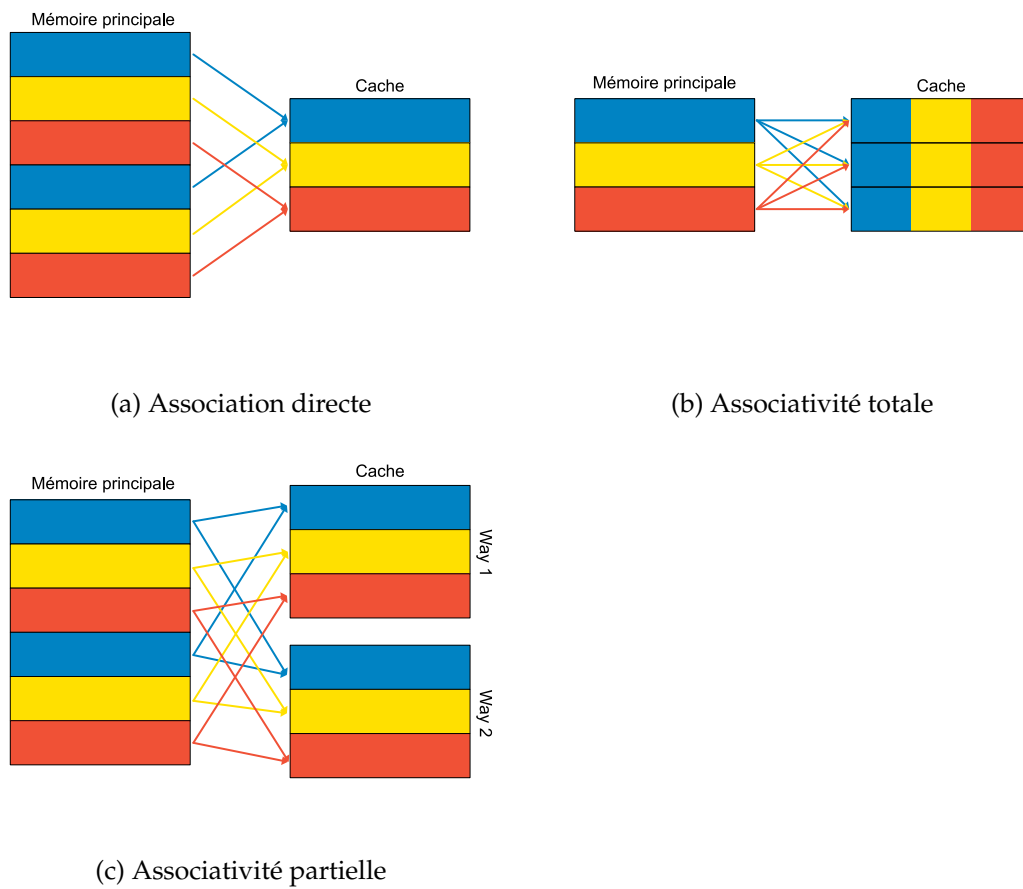 Mémoire principale
Cache
(a) Association directe
Mémoire principale
Cache
(b) Associativité totale
Mémoire principale
Cache
Way 1
Way 2
(c) Associativité partielle